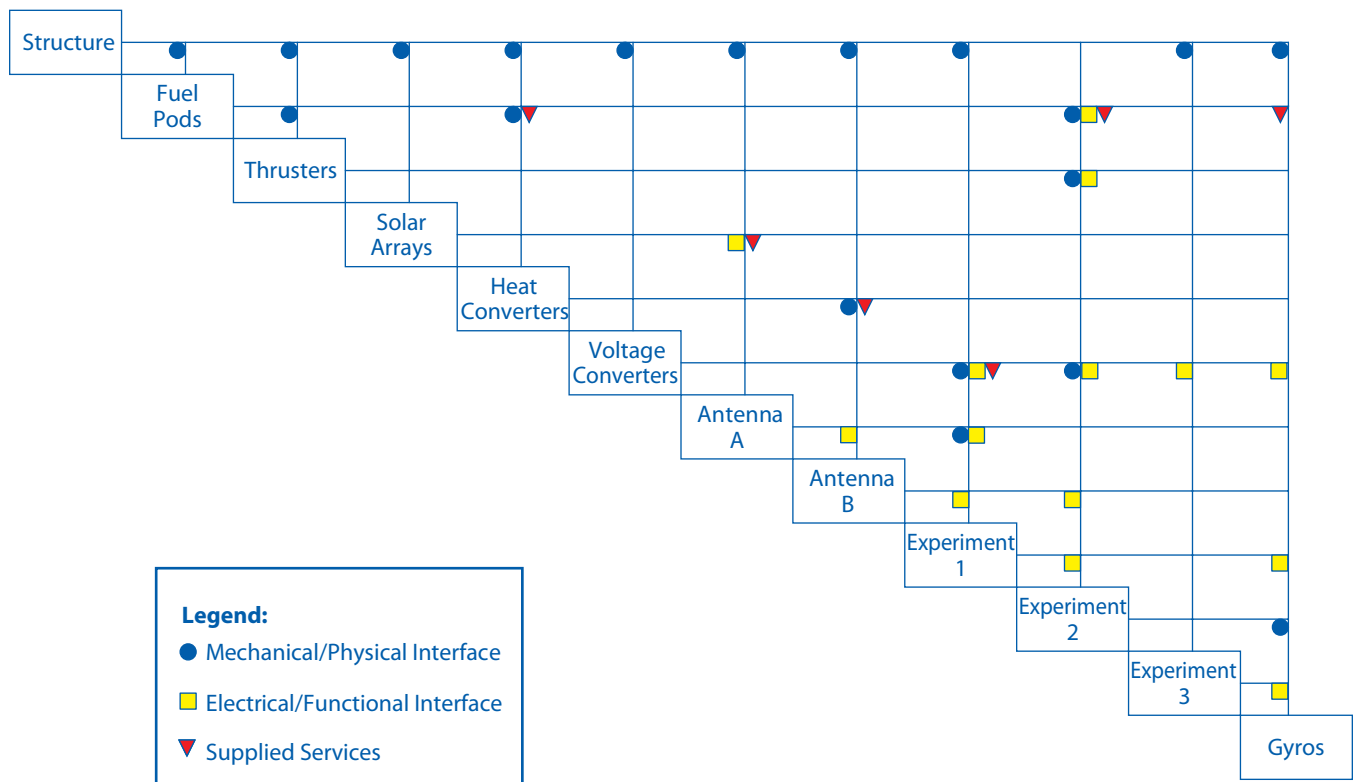 Structure
Fuel
Pods
Thrusters
Solar
Arrays
Heat
Converters
Voltage
Converters
Antenna
A
Antenna
B
Experiment
1
Experiment
2
Experiment
3
Gyros
Legend:
Mechanical/Physical Interface
Electrical/Functional Interface
Supplied Services